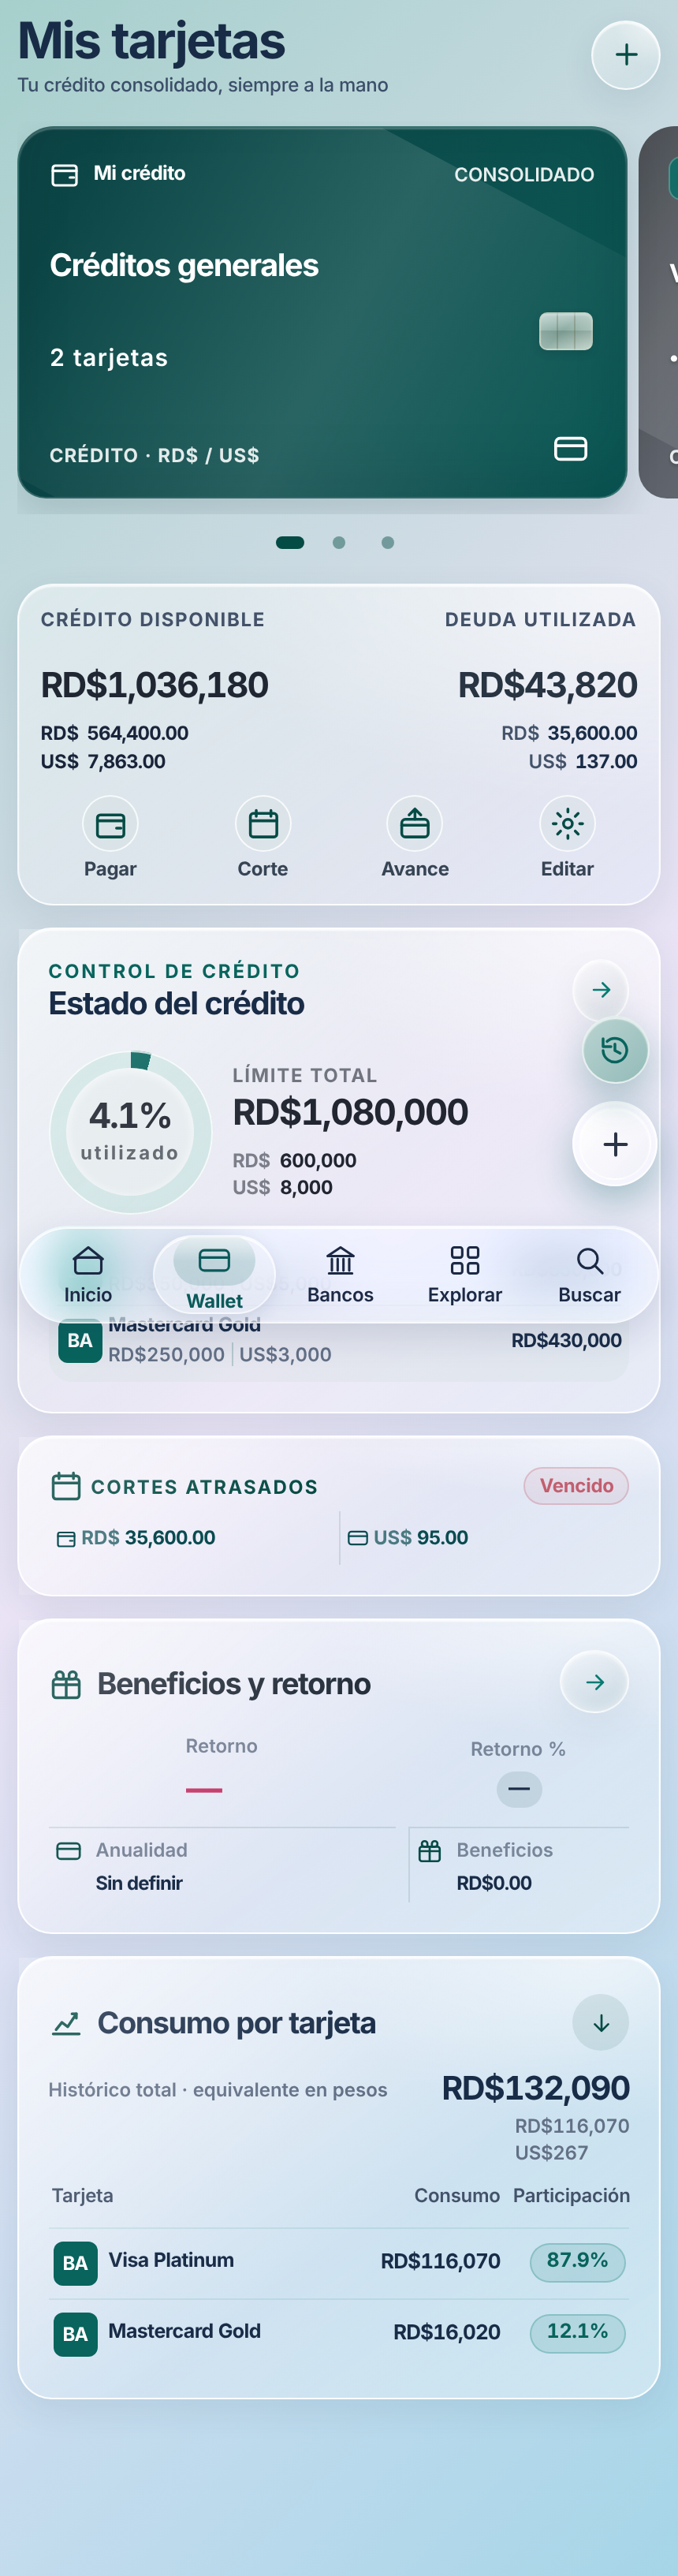 Mis tarjetas
Tu crédito consolidado, siempre a la mano
Mi crédito
CONSOLIDADO
Créditos generales
2 tarjetas
CRÉDITO · RD$ / US$
CRÉDITO DISPONIBLE
DEUDA UTILIZADA
RD$1,036,180
RD$43,820
RD$ 564,400.00
RD$ 35,600.00
US$ 7,863.00
US$ 137.00
Pagar
Corte
Avance
Editar
CONTROL DE CRÉDITO
Estado del crédito
4.1%
utilizado
LÍMITE TOTAL
RD$1,080,000
RD$ 600,000
US$ 8,000
Inicio
Wallet
Bancos
Explorar
Buscar
BA
Mastercard Gold
RD$250,000 | US$3,000
RD$430,000
CORTES ATRASADOS
Vencido
RD$ 35,600.00
US$ 95.00
Beneficios y retorno
Retorno
Retorno %
—
—
Anualidad
Sin definir
Beneficios
RD$0.00
Consumo por tarjeta
Histórico total · equivalente en pesos
RD$132,090
RD$116,070
US$267
Tarjeta
Consumo
Participación
BA
Visa Platinum
RD$116,070
87.9%
BA
Mastercard Gold
RD$16,020
12.1%